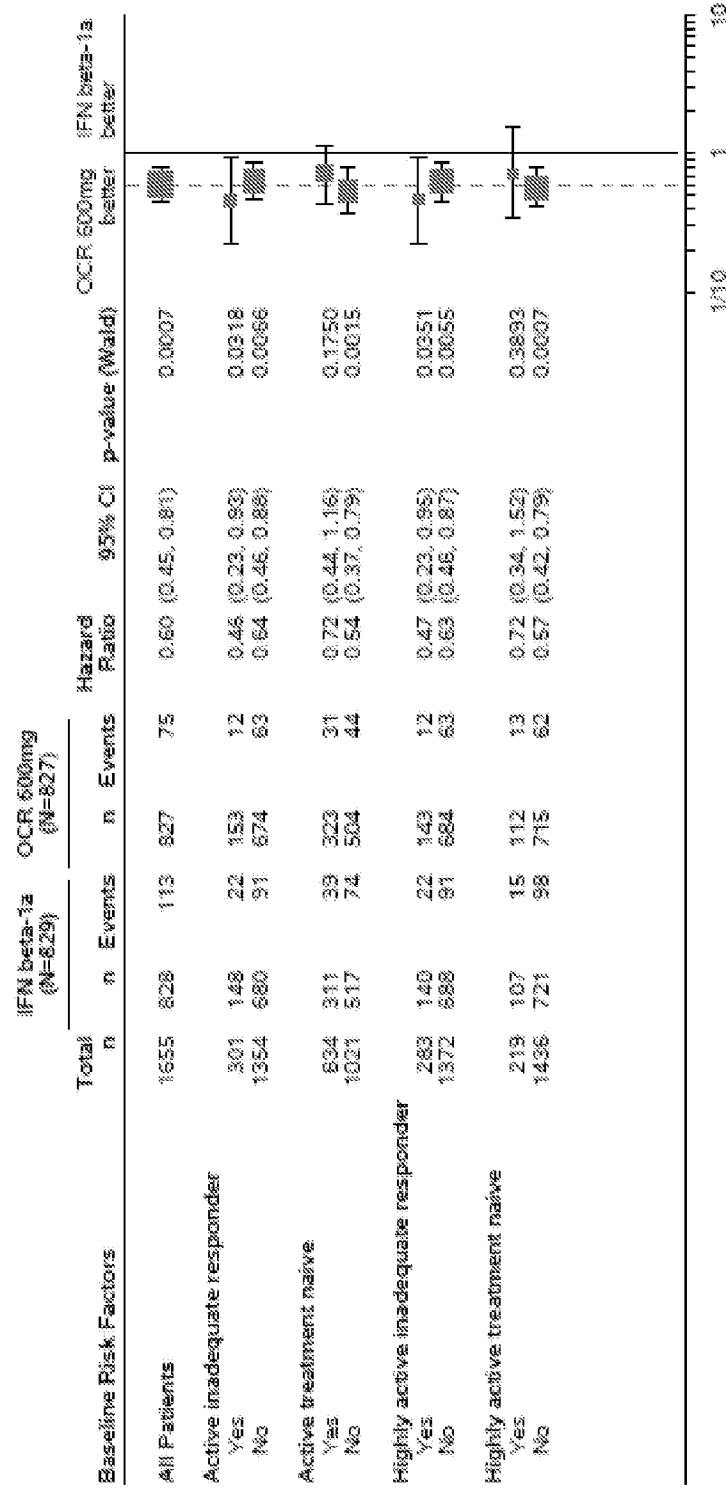 IFN beta-1a OCR 600mg
(N=829) (N=827)
Total Hazard OCR 600mg IFN beta-1a
Baseline Risk Factors n n Events n Events Ratio 95% CI p-value (Wald) better better
All Patients 1655 828 113 827 75 0.60 (0.45, 0.81) 0.0007
Active inadequate responder
Yes 301 148 22 153 12 0.46 (0.23, 0.93) 0.0318
No 1354 680 91 674 63 0.64 (0.46, 0.88) 0.0066
Active treatment naive
Yes 634 311 39 323 31 0.72 (0.44, 1.16) 0.1750
No 1021 517 74 504 44 0.54 (0.37, 0.79) 0.0015
Highly active inadequate responder
Yes 283 140 22 143 12 0.47 (0.23, 0.95) 0.0351
No 1372 688 91 684 63 0.63 (0.46, 0.87) 0.0055
Highly active treatment naive
Yes 219 107 15 112 13 0.72 (0.34, 1.52) 0.3893
No 1436 721 98 715 62 0.57 (0.42, 0.79) 0.0007
1/10 1 10